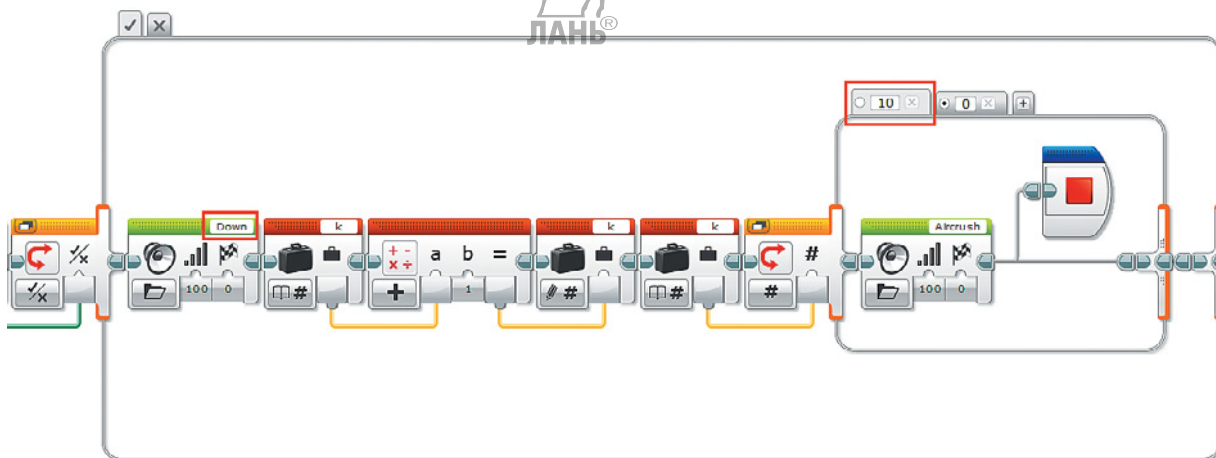 ЛАНЬ®
10 0 +
Down k k k Aircrush
a b = #
100 0 # + 1 # # # 100 0